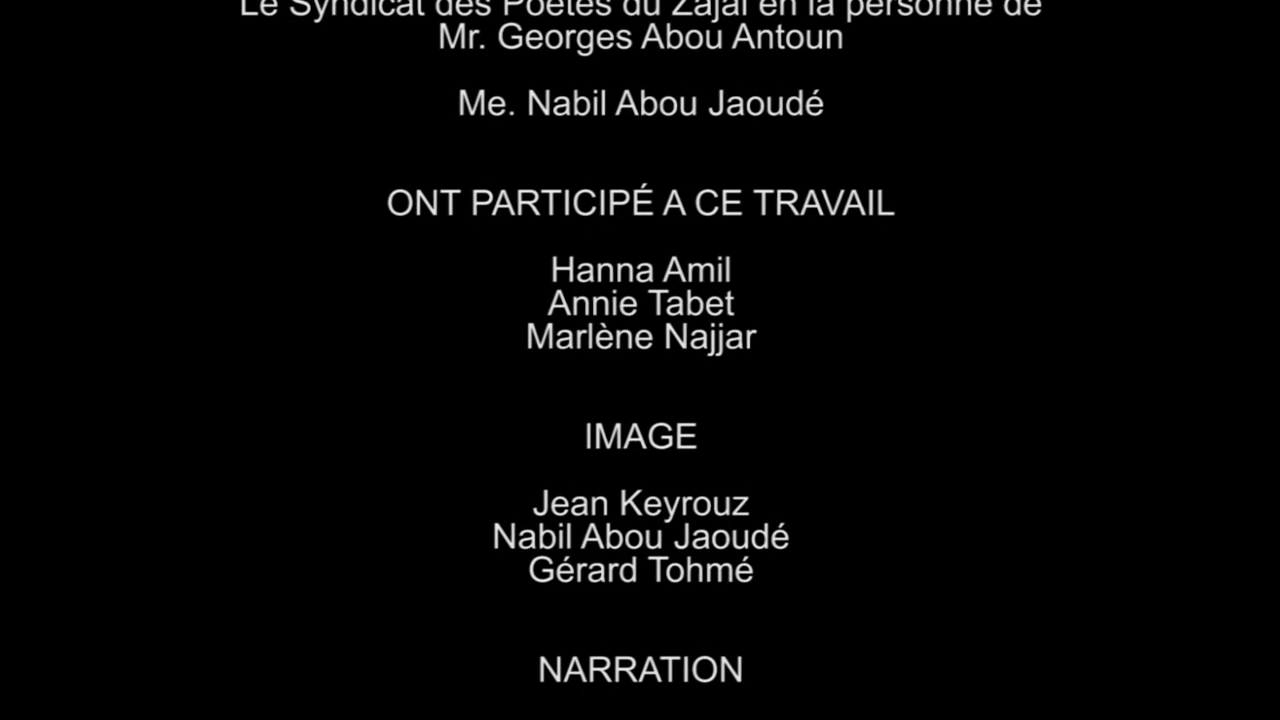 Le Syndicat des Poètes du Zajal en la personne de
Mr. Georges Abou Antoun
Me. Nabil Abou Jaoudé
ONT PARTICIPÉ A CE TRAVAIL
Hanna Amil
Annie Tabet
Marlène Najjar
IMAGE
Jean Keyrouz
Nabil Abou Jaoudé
Gérard Tohmé
NARRATION